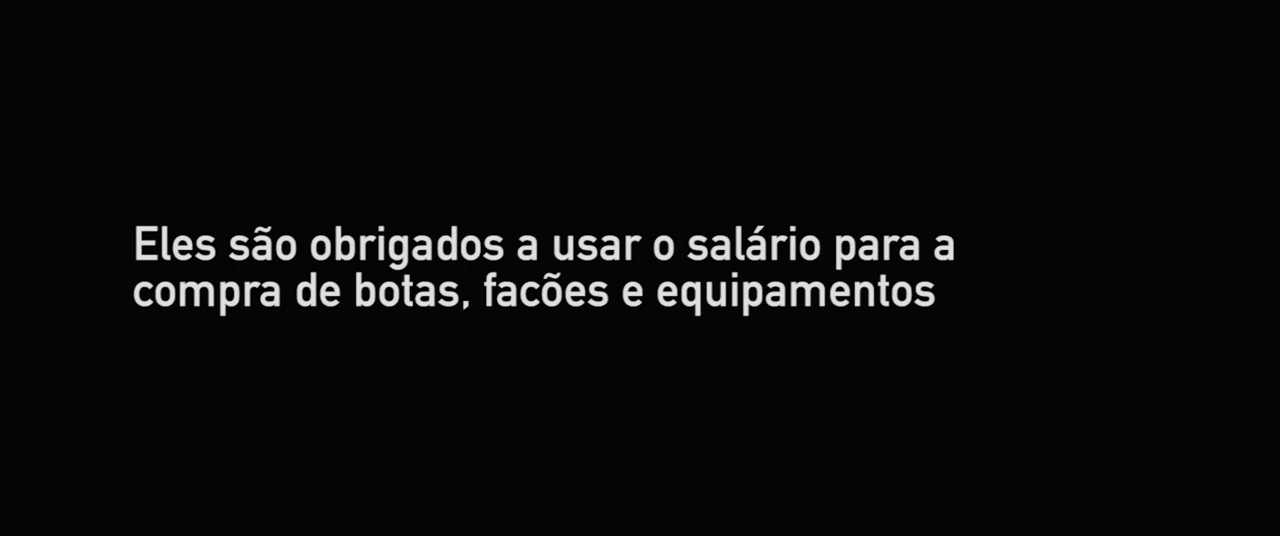 Eles são obrigados a usar o salário para a
compra de botas, facões e equipamentos